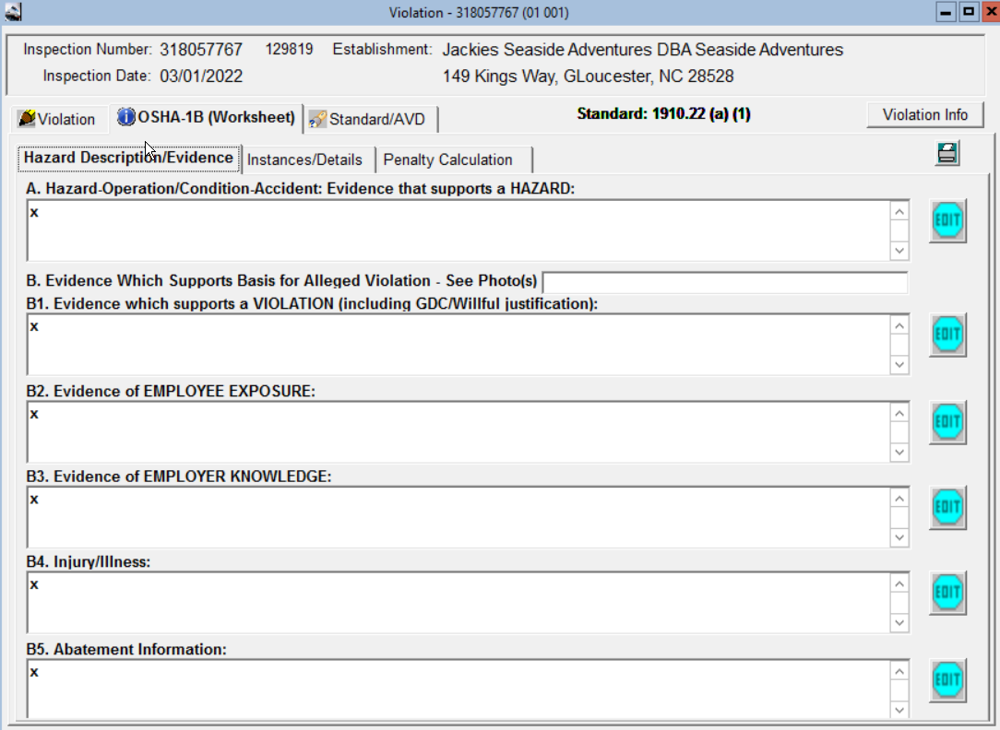 Violation - 318057767 (01 001)
Inspection Number: 318057767 129819 Establishment: Jackies Seaside Adventures DBA Seaside Adventures
Inspection Date: 03/01/2022 149 Kings Way, GLoucester, NC 28528
Violation OSHA-1B (Worksheet) Standard/AVD Standard: 1910.22 (a) (1) Violation Info
Hazard Description/Evidence Instances/Details Penalty Calculation
A. Hazard-Operation/Condition-Accident: Evidence that supports a HAZARD:
x EDIT
B. Evidence Which Supports Basis for Alleged Violation - See Photo(s)
B1. Evidence which supports a VIOLATION (including GDC/Willful justification):
x EDIT
B2. Evidence of EMPLOYEE EXPOSURE:
x EDIT
B3. Evidence of EMPLOYER KNOWLEDGE:
x EDIT
B4. Injury/Illness:
x EDIT
B5. Abatement Information:
x EDIT